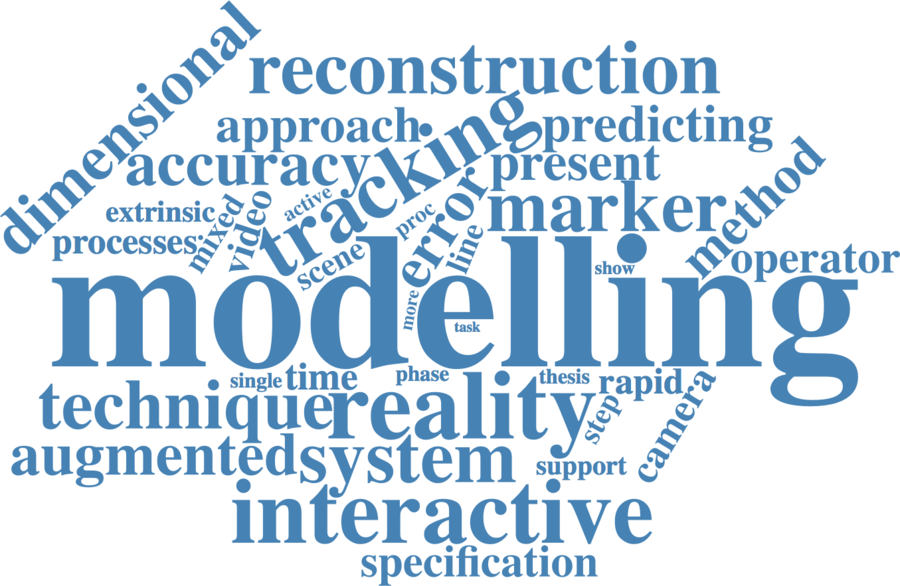 dimensional
reconstruction
approach
tracking
predicting
accuracy
present
method
extrinsic
mixed
video
active
proc
error
marker
processes
scene
line
show
operator
modelling
more
task
single
time
phase
thesis
rapid
technique
reality
step
camera
augmented
system
support
interactive
specification